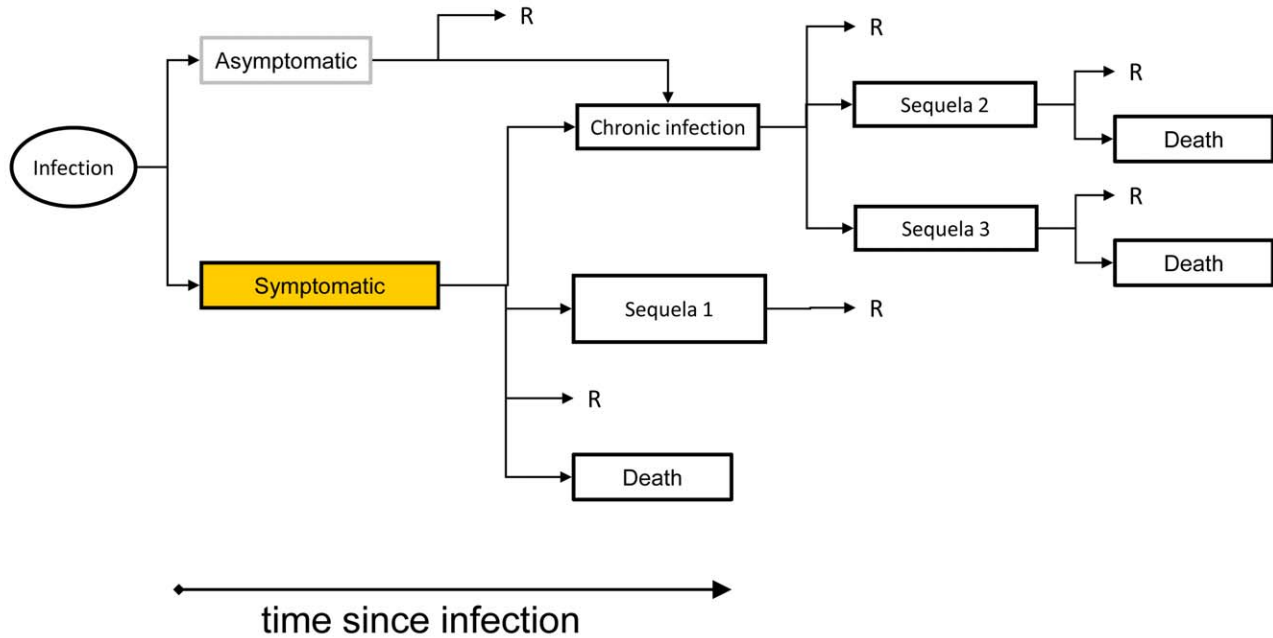 R
Asymptomatic
R
Sequela 2
R
Chronic infection
Death
Infection
R
Sequela 3
Death
Symptomatic
Sequela 1
R
R
Death
time since infection